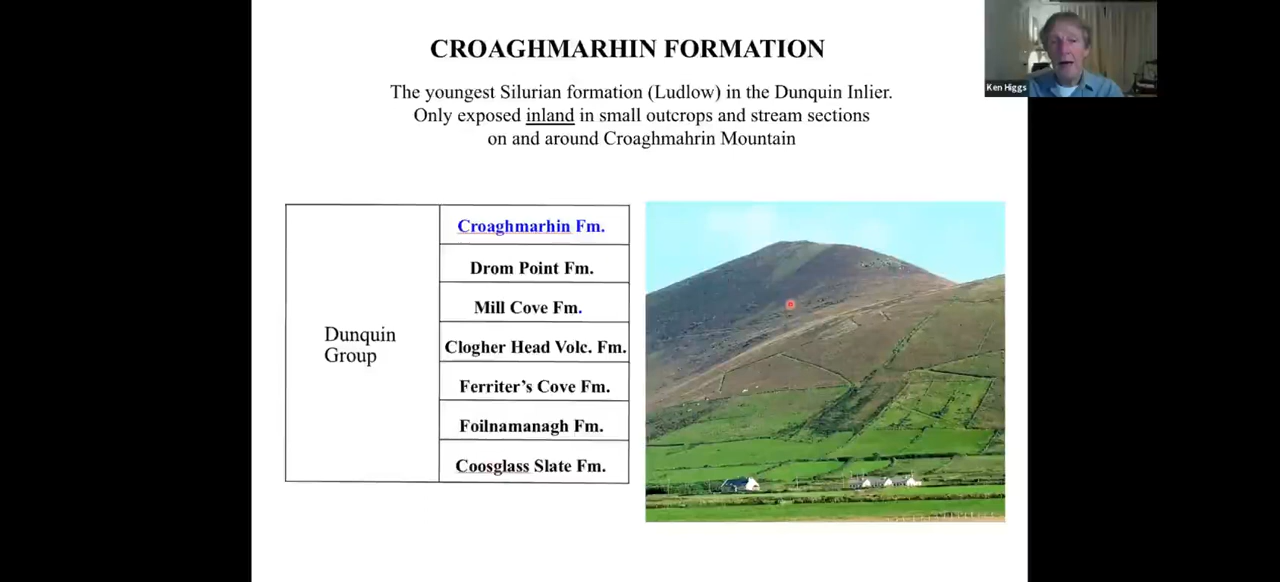 CROAGHMARHIN FORMATION
The youngest Silurian formation (Ludlow) in the Dunquin Inlier.
Only exposed inland in small outcrops and stream sections
on and around Croaghmahrin Mountain
Ken Higgs
Dunquin
Group
Croaghmarhin Fm.
Drom Point Fm.
Mill Cove Fm.
Clogher Head Volc. Fm.
Ferriter’s Cove Fm.
Foilnamanagh Fm.
Coosglass Slate Fm.